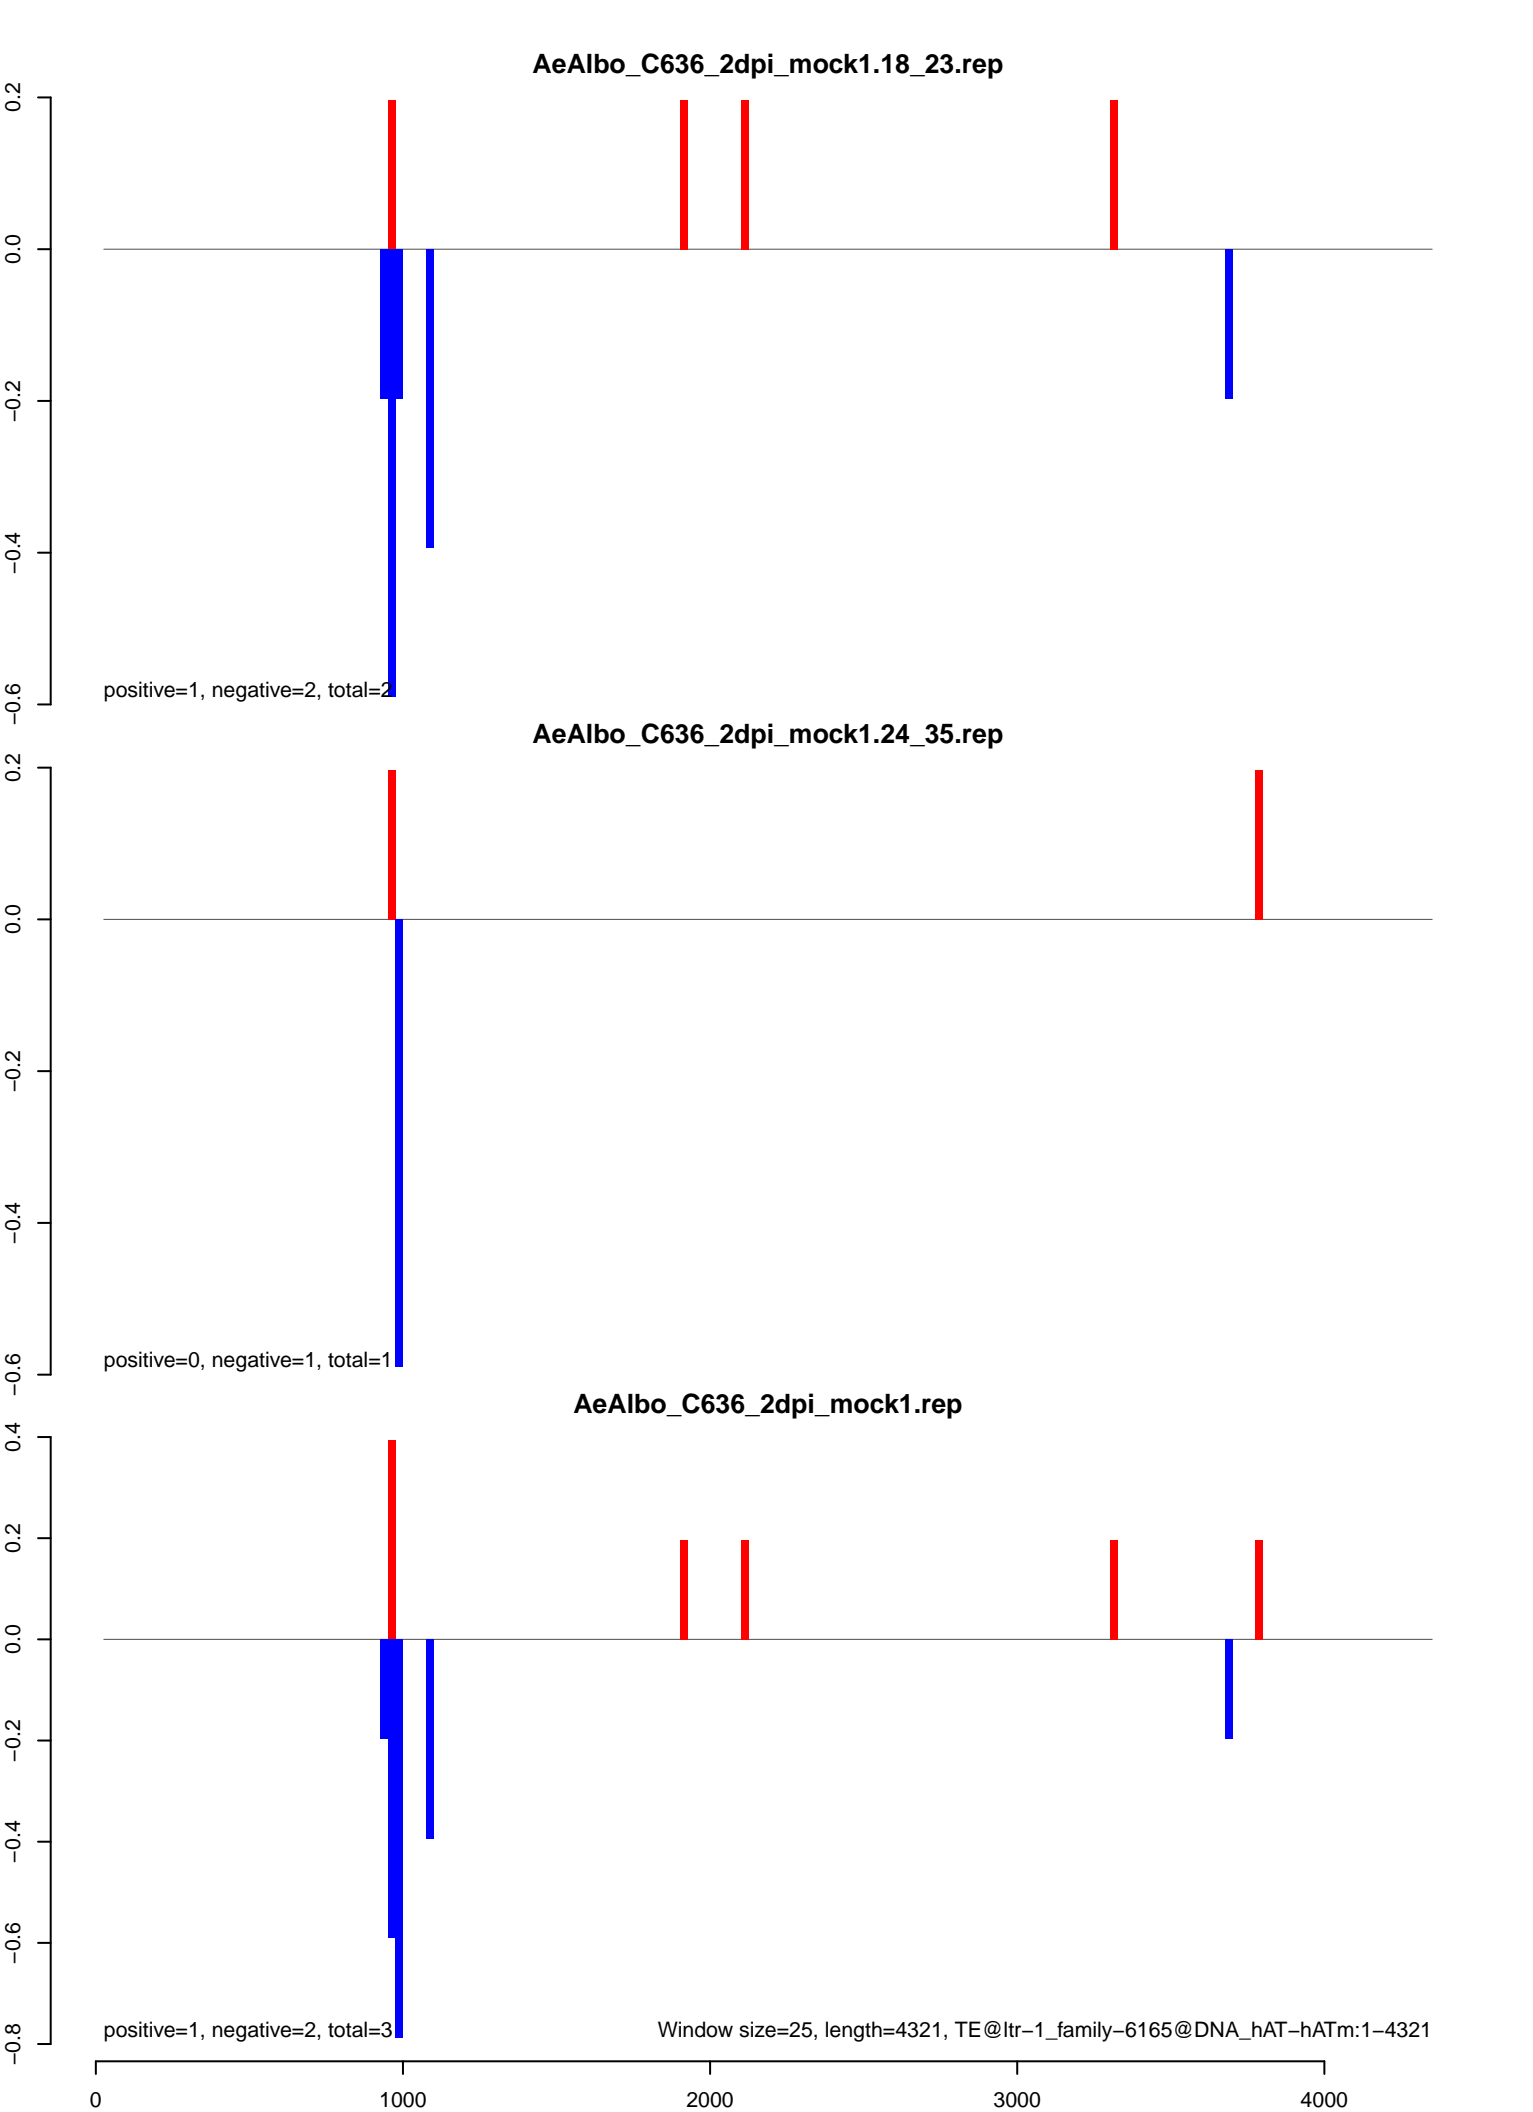 AeAlbo_C636_2dpi_mock1.18_23.rep
0.2
0.0
−0.2
−0.4
−0.6
positive=1, negative=2, total=2
AeAlbo_C636_2dpi_mock1.24_35.rep
0.2
0.0
−0.2
−0.4
−0.6
positive=0, negative=1, total=1
AeAlbo_C636_2dpi_mock1.rep
0.4
0.2
0.0
−0.2
−0.4
−0.6
−0.8
positive=1, negative=2, total=3
Window size=25, length=4321, TE@ltr−1_family−6165@DNA_hAT−hATm:1−4321
0 1000 2000 3000 4000